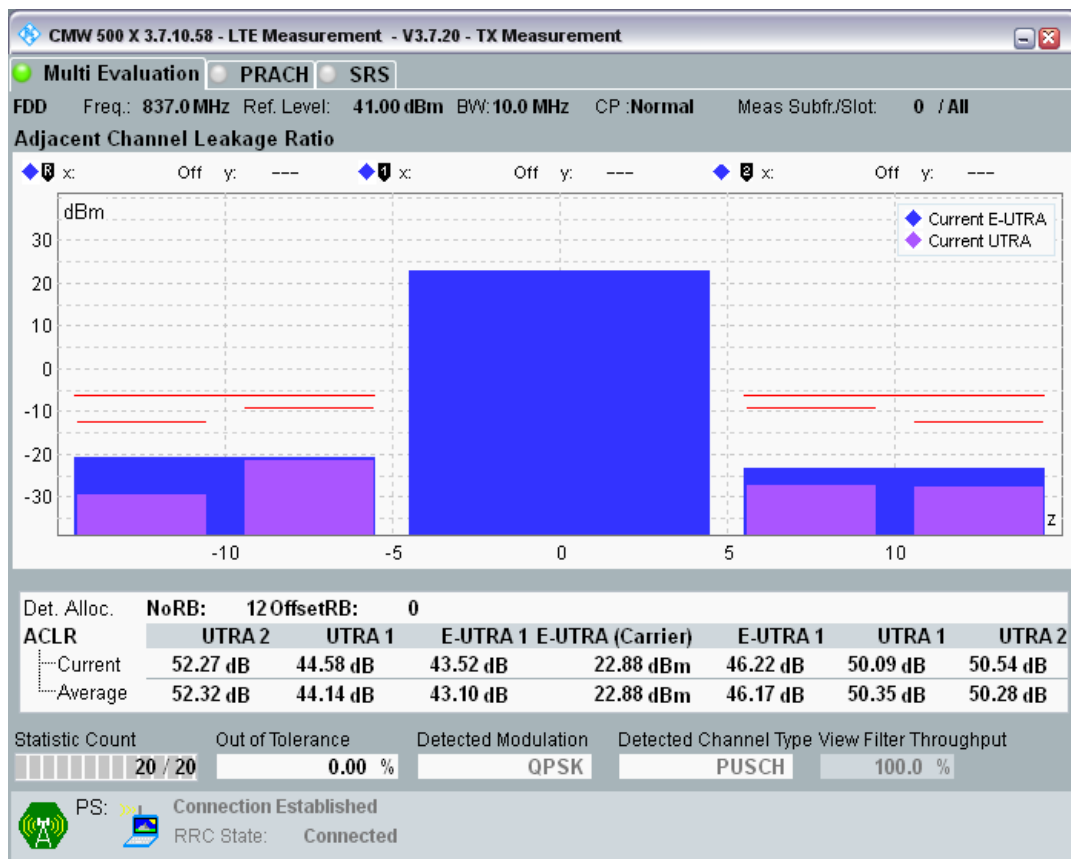 CMW 500 X 3.7.10.58 - LTE Measurement - V3.7.20 - TX Measurement
Multi Evaluation PRACH SRS
FDD Freq.: 837.0 MHz Ref. Level: 41.00 dBm BW: 10.0 MHz CP :Normal Meas Subfr./Slot: 0 / All
Adjacent Channel Leakage Ratio
R x: Off y: --- 1 x: Off y: --- 2 x: Off y: ---
dBm
Current E-UTRA
Current UTRA
30
20
10
0
-10
-20
-30
z
-10 -5 0 5 10
Det. Alloc. NoRB: 12 OffsetRB: 0
ACLR UTRA 2 UTRA 1 E-UTRA 1 E-UTRA (Carrier) E-UTRA 1 UTRA 1 UTRA 2
Current 52.27 dB 44.58 dB 43.52 dB 22.88 dBm 46.22 dB 50.09 dB 50.54 dB
Average 52.32 dB 44.14 dB 43.10 dB 22.88 dBm 46.17 dB 50.35 dB 50.28 dB
Statistic Count Out of Tolerance Detected Modulation Detected Channel Type View Filter Throughput
20 / 20 0.00 % QPSK PUSCH 100.0 %
PS: Connection Established
RRC State: Connected